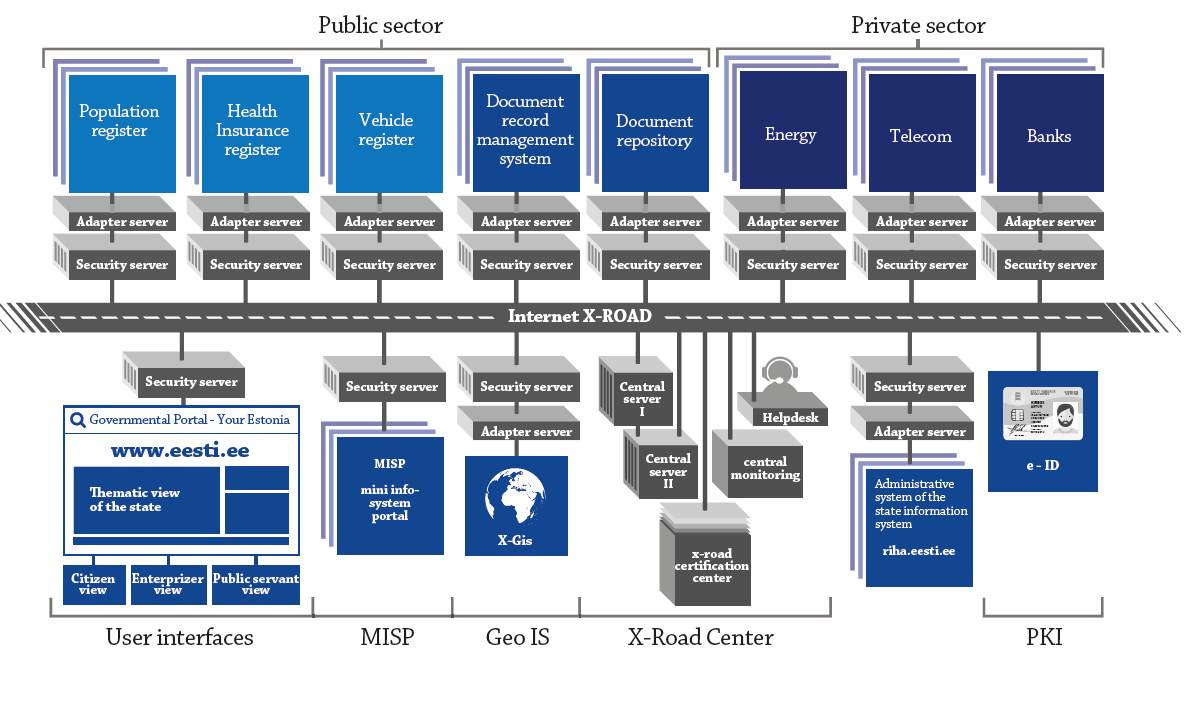 Public sector
Private sector
Population
register
Health
Insurance
register
Vehicle
register
Document
record
management
system
Document
repository
Energy
Telecom
Banks
Adapter server
Adapter server
Adapter server
Adapter server
Adapter server
Adapter server
Adapter server
Adapter server
Security server
Security server
Security server
Security server
Security server
Security server
Security server
Security server
Internet X-ROAD
Security server
Governmental Portal - Your Estonia
www.eesti.ee
Thematic view
of the state
Citizen
view
Enterprizer
view
Public servant
view
User interfaces
Security server
MISP
mini info-
system
portal
MISP
Security server
Adapter server
X-Gis
Geo IS
Central
server
I
Central
server
II
Helpdesk
central
monitoring
x-road
certification
center
X-Road Center
Security server
Adapter server
Administrative
system of the
state information
system
riha.eesti.ee
e - ID
PKI